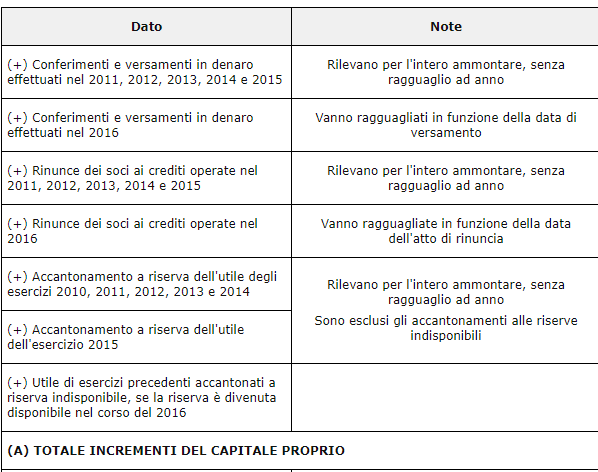 Dato
Note
(+) Conferimenti e versamenti in denaro
effettuati nel 2011, 2012, 2013, 2014 e 2015
Rilevano per l'intero ammontare, senza
ragguaglio ad anno
(+) Conferimenti e versamenti in denaro
effettuati nel 2016
Vanno ragguagliati in funzione della data di
versamento
(+) Rinunce dei soci ai crediti operate nel
2011, 2012, 2013, 2014 e 2015
Rilevano per l'intero ammontare, senza
ragguaglio ad anno
(+) Rinunce dei soci ai crediti operate nel
2016
Vanno ragguagliate in funzione della data
dell'atto di rinuncia
(+) Accantonamento a riserva dell'utile degli
esercizi 2010, 2011, 2012, 2013 e 2014
Rilevano per l'intero ammontare, senza
ragguaglio ad anno
Sono esclusi gli accantonamenti alle riserve
indisponibili
(+) Accantonamento a riserva dell'utile
dell'esercizio 2015
(+) Utile di esercizi precedenti accantonati a
riserva indisponibile, se la riserva è divenuta
disponibile nel corso del 2016
(A) TOTALE INCREMENTI DEL CAPITALE PROPRIO